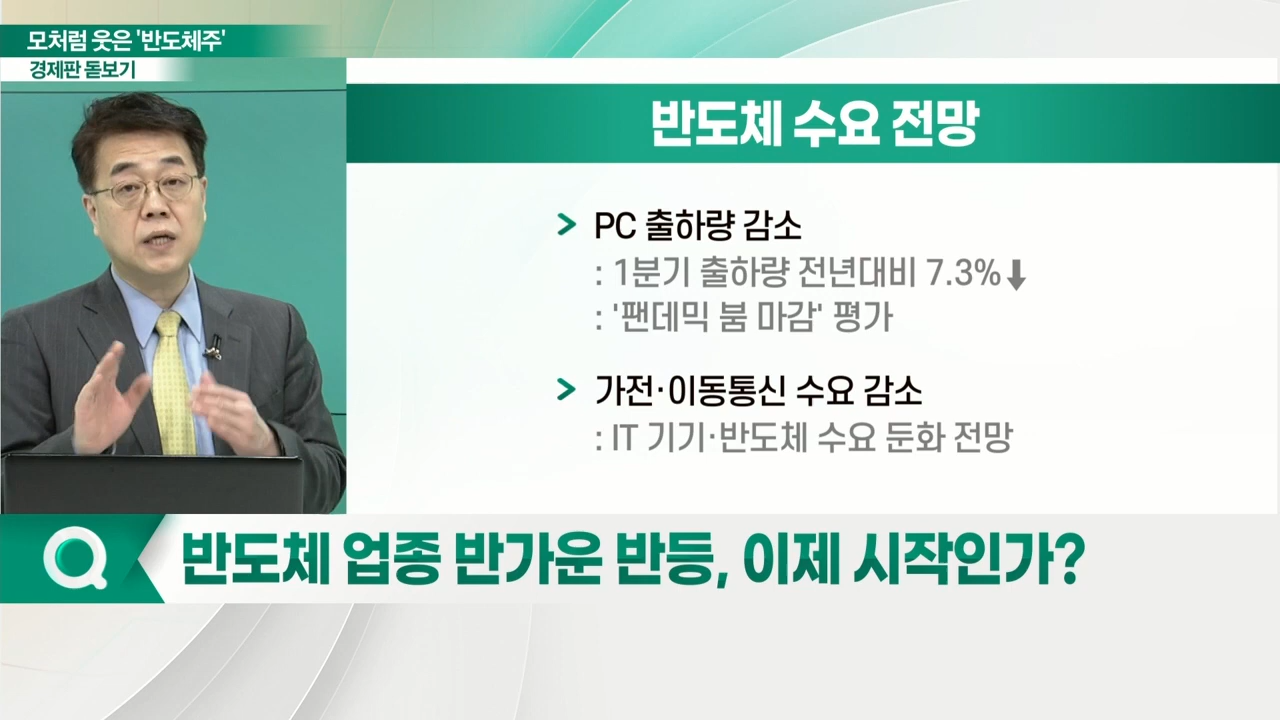 모처럼 웃은 '반도체주'
경제판 돋보기
반도체 수요 전망
> PC 출하량 감소
: 1분기 출하량 전년대비 7.3%⬇
: '팬데믹 붐 마감' 평가
> 가전·이동통신 수요 감소
: IT 기기·반도체 수요 둔화 전망
Q 반도체 업종 반가운 반등, 이제 시작인가?